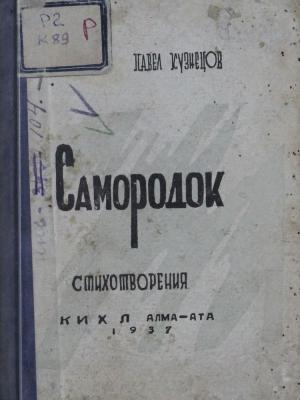 Р2
К89
Р
ПАВЕЛ КУЗНЕЦОВ
САМОРОДОК
СТИХОТВОРЕНИЯ
КИХЛ АЛМА-АТА
1937